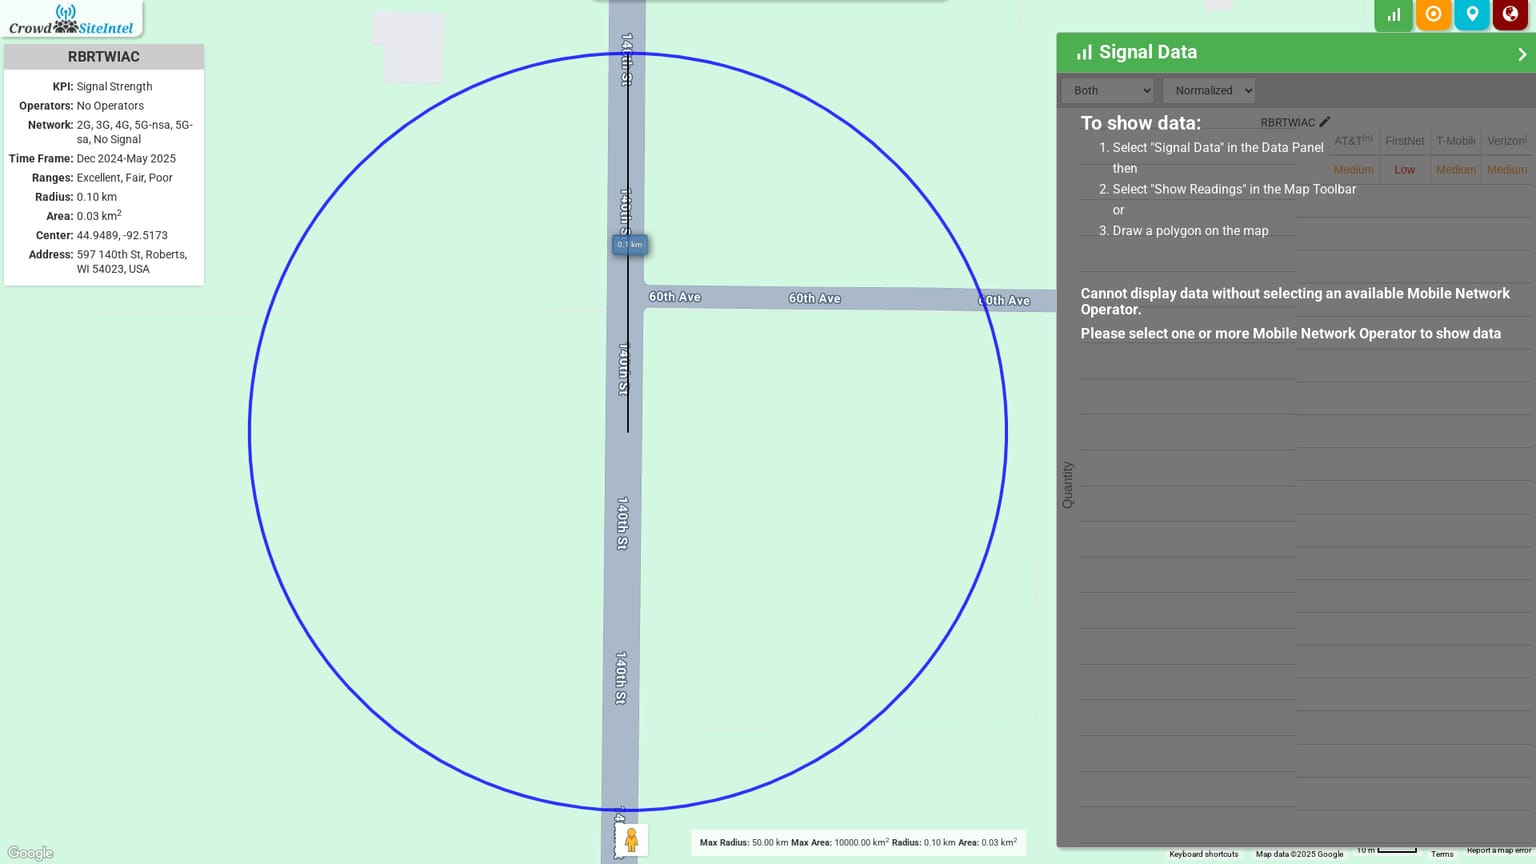 Crowd SiteIntel
RBRTWIAC
KPI: Signal Strength
Operators: No Operators
Network: 2G, 3G, 4G, 5G-nsa, 5G-
sa, No Signal
Time Frame: Dec 2024-May 2025
Ranges: Excellent, Fair, Poor
Radius: 0.10 km
Area: 0.03 km²
Center: 44.9489, -92.5173
Address: 597 140th St, Roberts,
WI 54023, USA
140th St
140th St
0.1 km
60th Ave
60th Ave
60th Ave
140th St
140th St
140th St
Google
Max Radius: 50.00 km Max Area: 10000.00 km² Radius: 0.10 km Area: 0.03 km²
Signal Data
Both
Normalized
To show data:
RBRTWIAC
1. Select "Signal Data" in the Data Panel
then
2. Select "Show Readings" in the Map Toolbar
or
3. Draw a polygon on the map
AT&T(n) FirstNet T-Mobile Verizon
Medium Low Medium Medium
Cannot display data without selecting an available Mobile Network
Operator.
Please select one or more Mobile Network Operator to show data
Quantity
Keyboard shortcuts Map data ©2025 Google 10 m Terms Report a map error